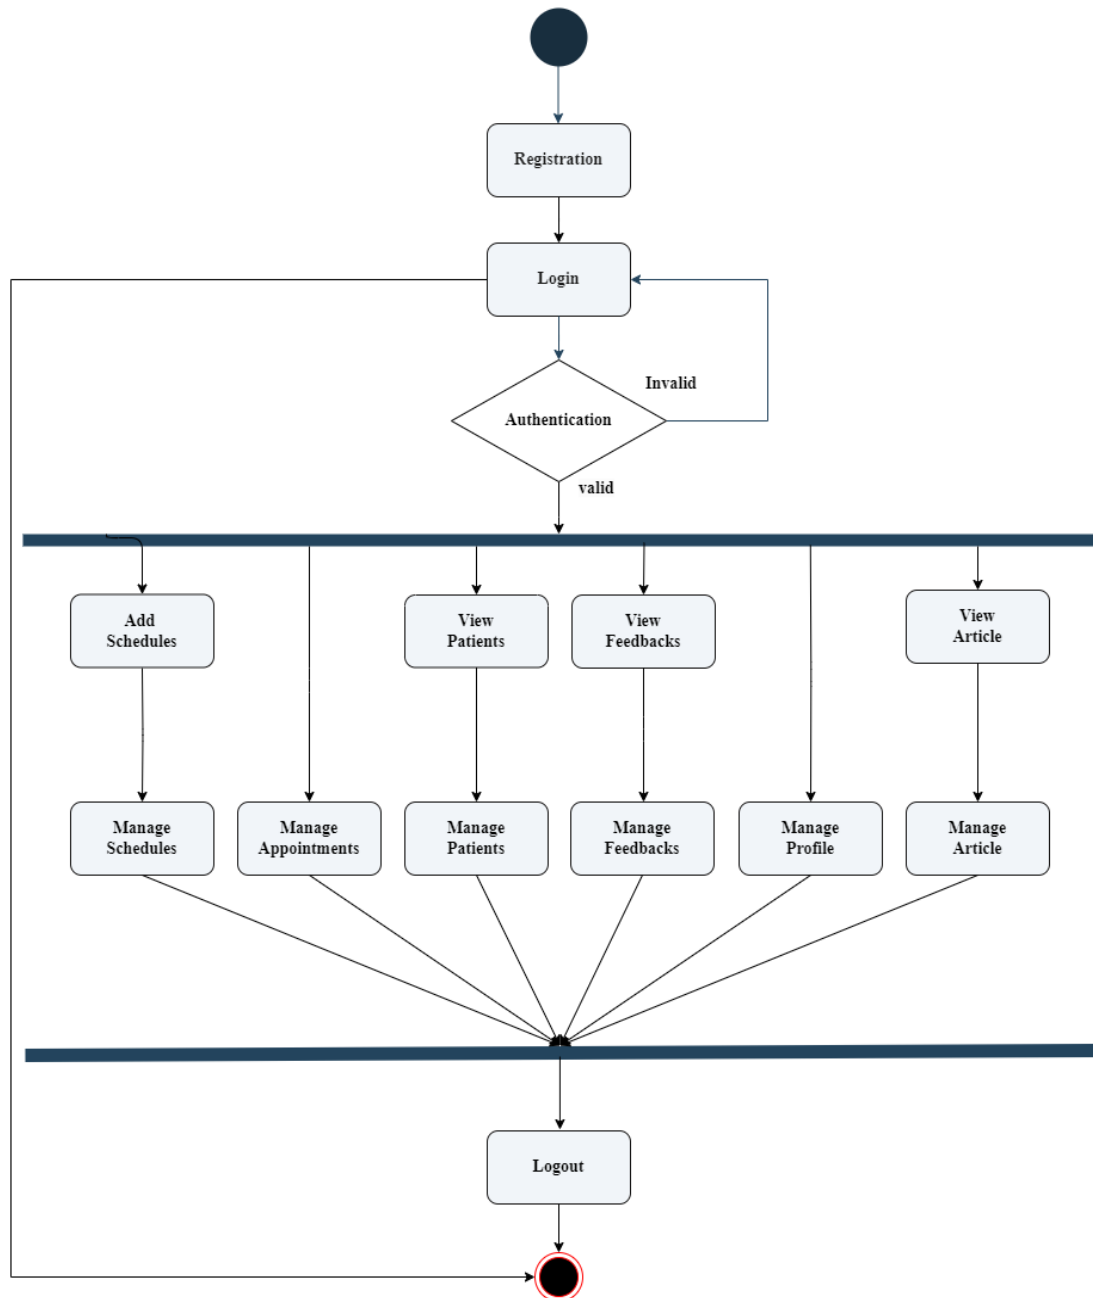 Registration
Login
Invalid
Authentication
valid
Add
Schedules
View
Patients
View
Feedbacks
View
Article
Manage
Schedules
Manage
Appointments
Manage
Patients
Manage
Feedbacks
Manage
Profile
Manage
Article
Logout